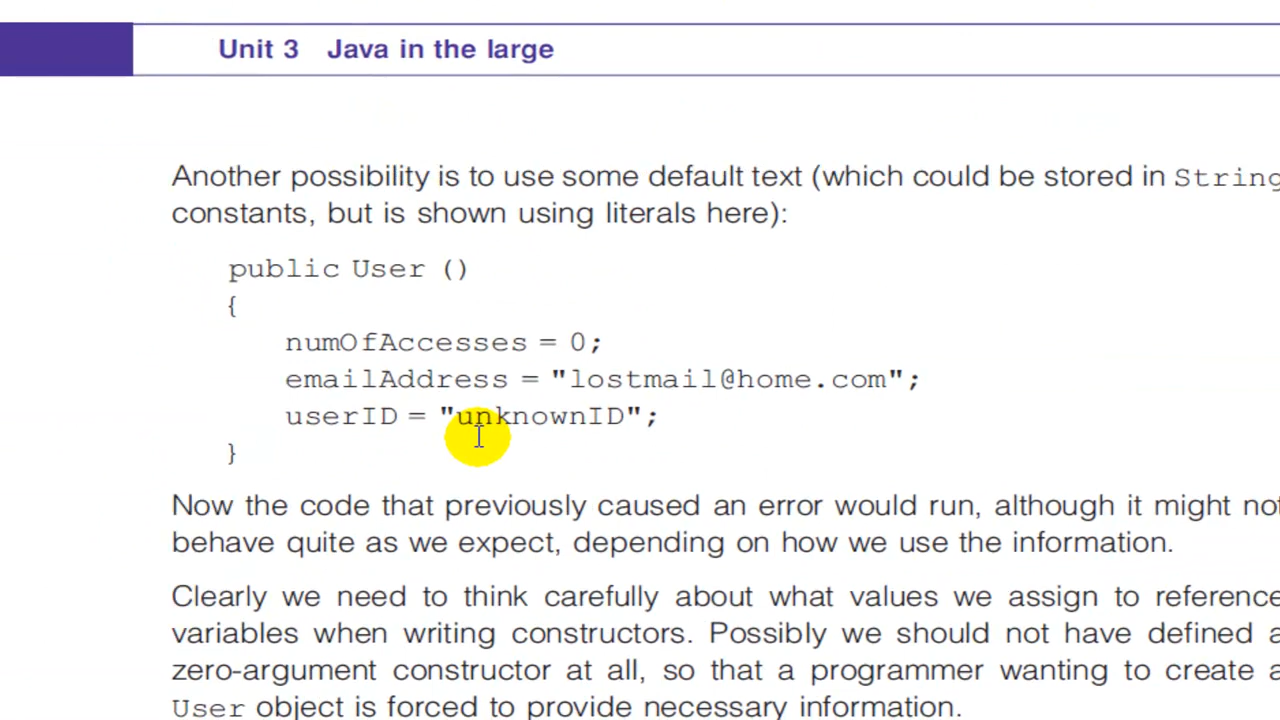 Unit 3 Java in the large
Another possibility is to use some default text (which could be stored in String
constants, but is shown using literals here):
public User ()
{
numOfAccesses = 0;
emailAddress = "lostmail@home.com";
userID = "unknownID";
}
Now the code that previously caused an error would run, although it might not
behave quite as we expect, depending on how we use the information.
Clearly we need to think carefully about what values we assign to reference
variables when writing constructors. Possibly we should not have defined a
zero-argument constructor at all, so that a programmer wanting to create a
User object is forced to provide necessary information.